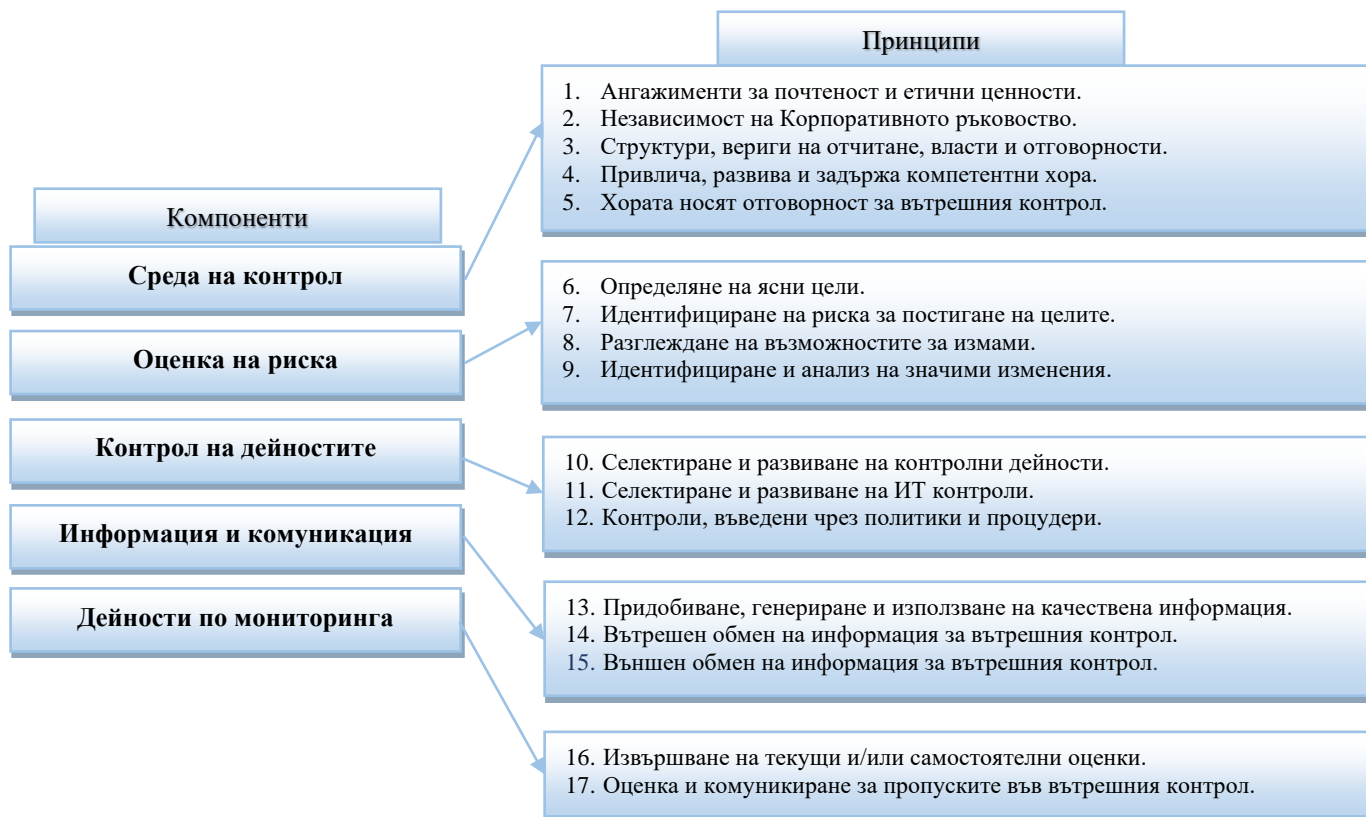 Принципи
1. Ангажименти за почтеност и етични ценности.
2. Независимост на Корпоративното ръковоство.
3. Структури, вериги на отчитане, власти и отговорности.
4. Привлича, развива и задържа компетентни хора.
5. Хората носят отговорност за вътрешния контрол.
Компоненти
Среда на контрол
6. Определяне на ясни цели.
7. Идентифициране на риска за постигане на целите.
8. Разглеждане на възможностите за измами.
9. Идентифициране и анализ на значими изменения.
Оценка на риска
Контрол на дейностите
10. Селектиране и развиване на контролни дейности.
11. Селектиране и развиване на ИТ контроли.
12. Контроли, въведени чрез политики и процудери.
Информация и комуникация
Дейности по мониторинга
13. Придобиване, генериране и използване на качествена информация.
14. Вътрешен обмен на информация за вътрешния контрол.
15. Външен обмен на информация за вътрешния контрол.
16. Извършване на текущи и/или самостоятелни оценки.
17. Оценка и комуникиране за пропуските във вътрешния контрол.